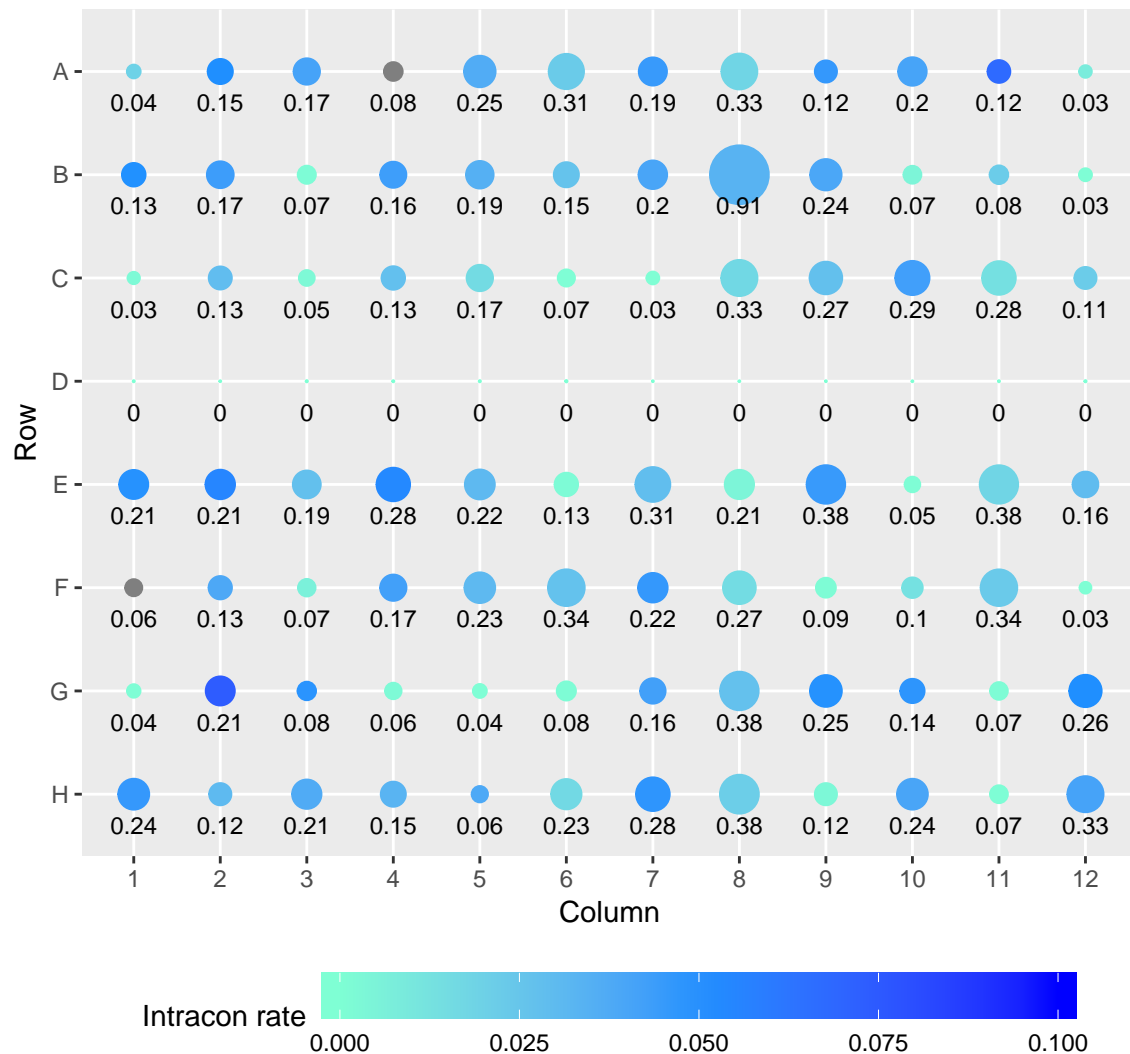 A
0.04 0.15 0.17 0.08 0.25 0.31 0.19 0.33 0.12 0.2 0.12 0.03
B
0.13 0.17 0.07 0.16 0.19 0.15 0.2 0.91 0.24 0.07 0.08 0.03
C
0.03 0.13 0.05 0.13 0.17 0.07 0.03 0.33 0.27 0.29 0.28 0.11
D
0 0 0 0 0 0 0 0 0 0 0 0
Row
E
0.21 0.21 0.19 0.28 0.22 0.13 0.31 0.21 0.38 0.05 0.38 0.16
F
0.06 0.13 0.07 0.17 0.23 0.34 0.22 0.27 0.09 0.1 0.34 0.03
G
0.04 0.21 0.08 0.06 0.04 0.08 0.16 0.38 0.25 0.14 0.07 0.26
H
0.24 0.12 0.21 0.15 0.06 0.23 0.28 0.38 0.12 0.24 0.07 0.33
1 2 3 4 5 6 7 8 9 10 11 12
Column
Intracon rate
0.000 0.025 0.050 0.075 0.100